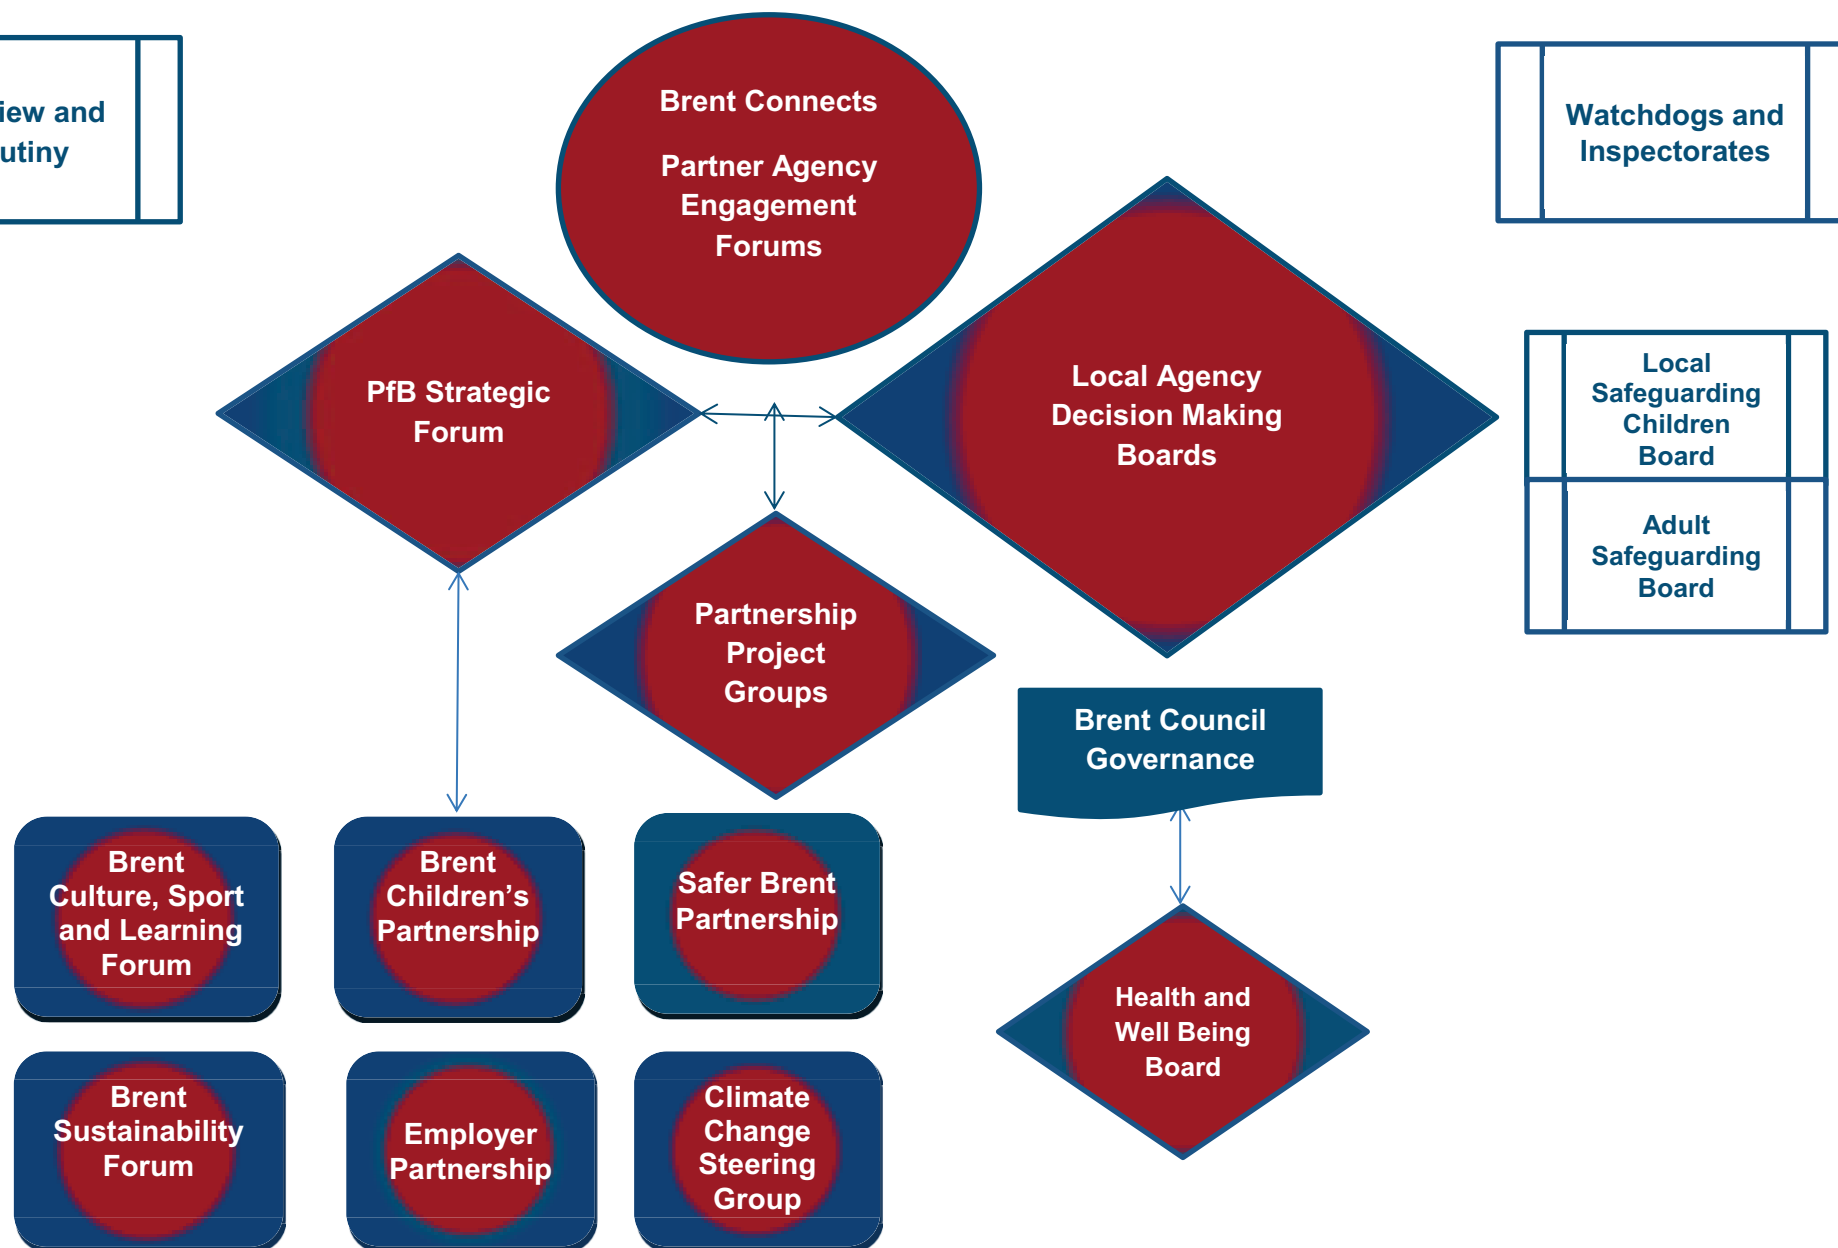 and
Brent Connects
Partner Agency
Engagement
Forums
Watchdogs and
Inspectorates
PfB Strategic
Forum
Local Agency
Decision Making
Boards
Local
Safeguarding
Children
Board
Adult
Safeguarding
Board
Partnership
Project
Groups
Brent Council
Governance
Brent
Culture, Sport
and Learning
Forum
Brent
Children’s
Partnership
Safer Brent
Partnership
Health and
Well Being
Board
Brent
Sustainability
Forum
Employer
Partnership
Climate
Change
Steering
Group